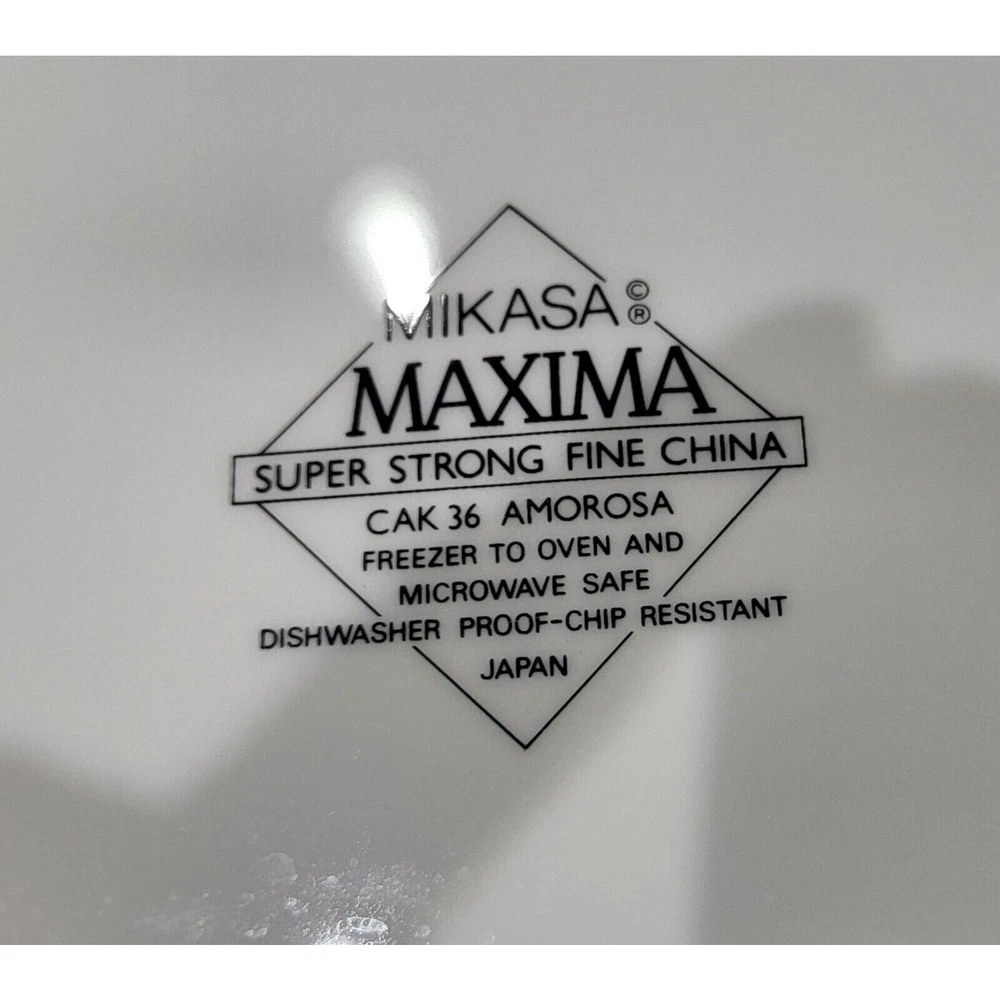 MIKASA © ®
MAXIMA
SUPER STRONG FINE CHINA
CAK 36 AMOROSA
FREEZER TO OVEN AND
MICROWAVE SAFE
DISHWASHER PROOF-CHIP RESISTANT
JAPAN